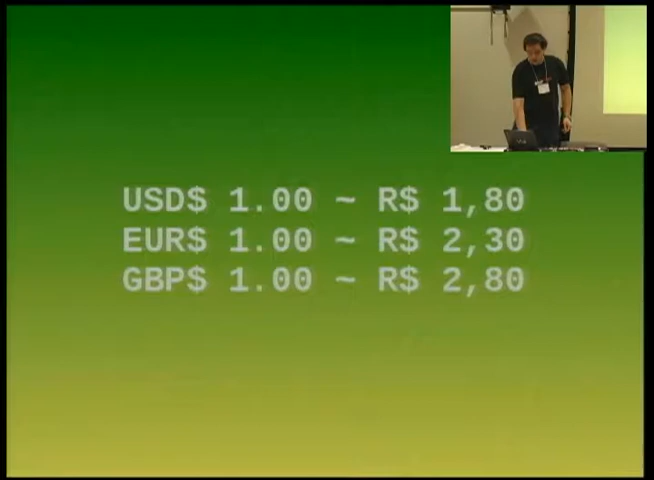 USD$ 1.00 ~ R$ 1,80
EUR$ 1.00 ~ R$ 2,30
GBP$ 1.00 ~ R$ 2,80